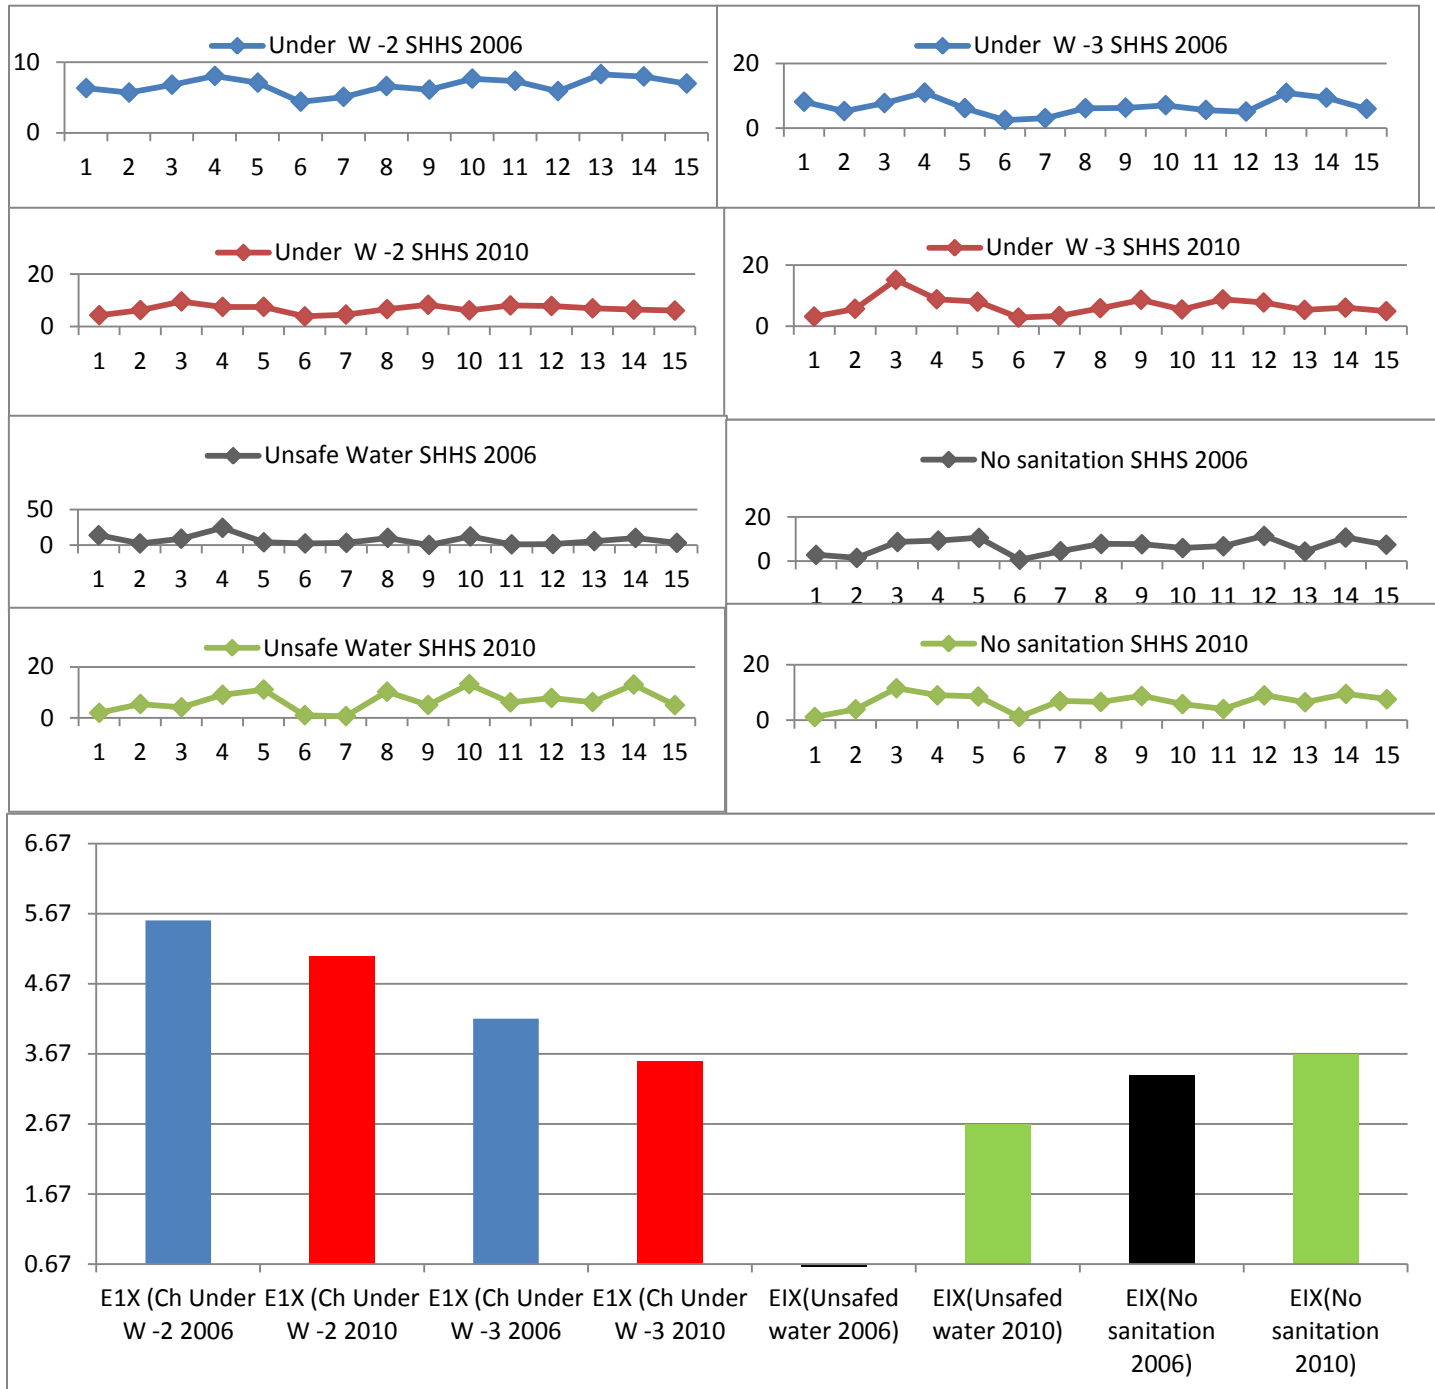 Under W -2 SHHS 2006
10
0
1 2 3 4 5 6 7 8 9 10 11 12 13 14 15
Under W -3 SHHS 2006
20
0
1 2 3 4 5 6 7 8 9 10 11 12 13 14 15
Under W -2 SHHS 2010
20
0
1 2 3 4 5 6 7 8 9 10 11 12 13 14 15
Under W -3 SHHS 2010
20
0
1 2 3 4 5 6 7 8 9 10 11 12 13 14 15
Unsafe Water SHHS 2006
50
0
1 2 3 4 5 6 7 8 9 10 11 12 13 14 15
No sanitation SHHS 2006
20
0
1 2 3 4 5 6 7 8 9 10 11 12 13 14 15
Unsafe Water SHHS 2010
20
0
1 2 3 4 5 6 7 8 9 10 11 12 13 14 15
No sanitation SHHS 2010
20
0
1 2 3 4 5 6 7 8 9 10 11 12 13 14 15
6.67
5.67
4.67
3.67
2.67
1.67
0.67
E1X (Ch Under
W -2 2006
E1X (Ch Under
W -2 2010
E1X (Ch Under
W -3 2006
E1X (Ch Under
W -3 2010
EIX(Unsafed
water 2006)
EIX(Unsafed
water 2010)
EIX(No
sanitation
2006)
EIX(No
sanitation
2010)